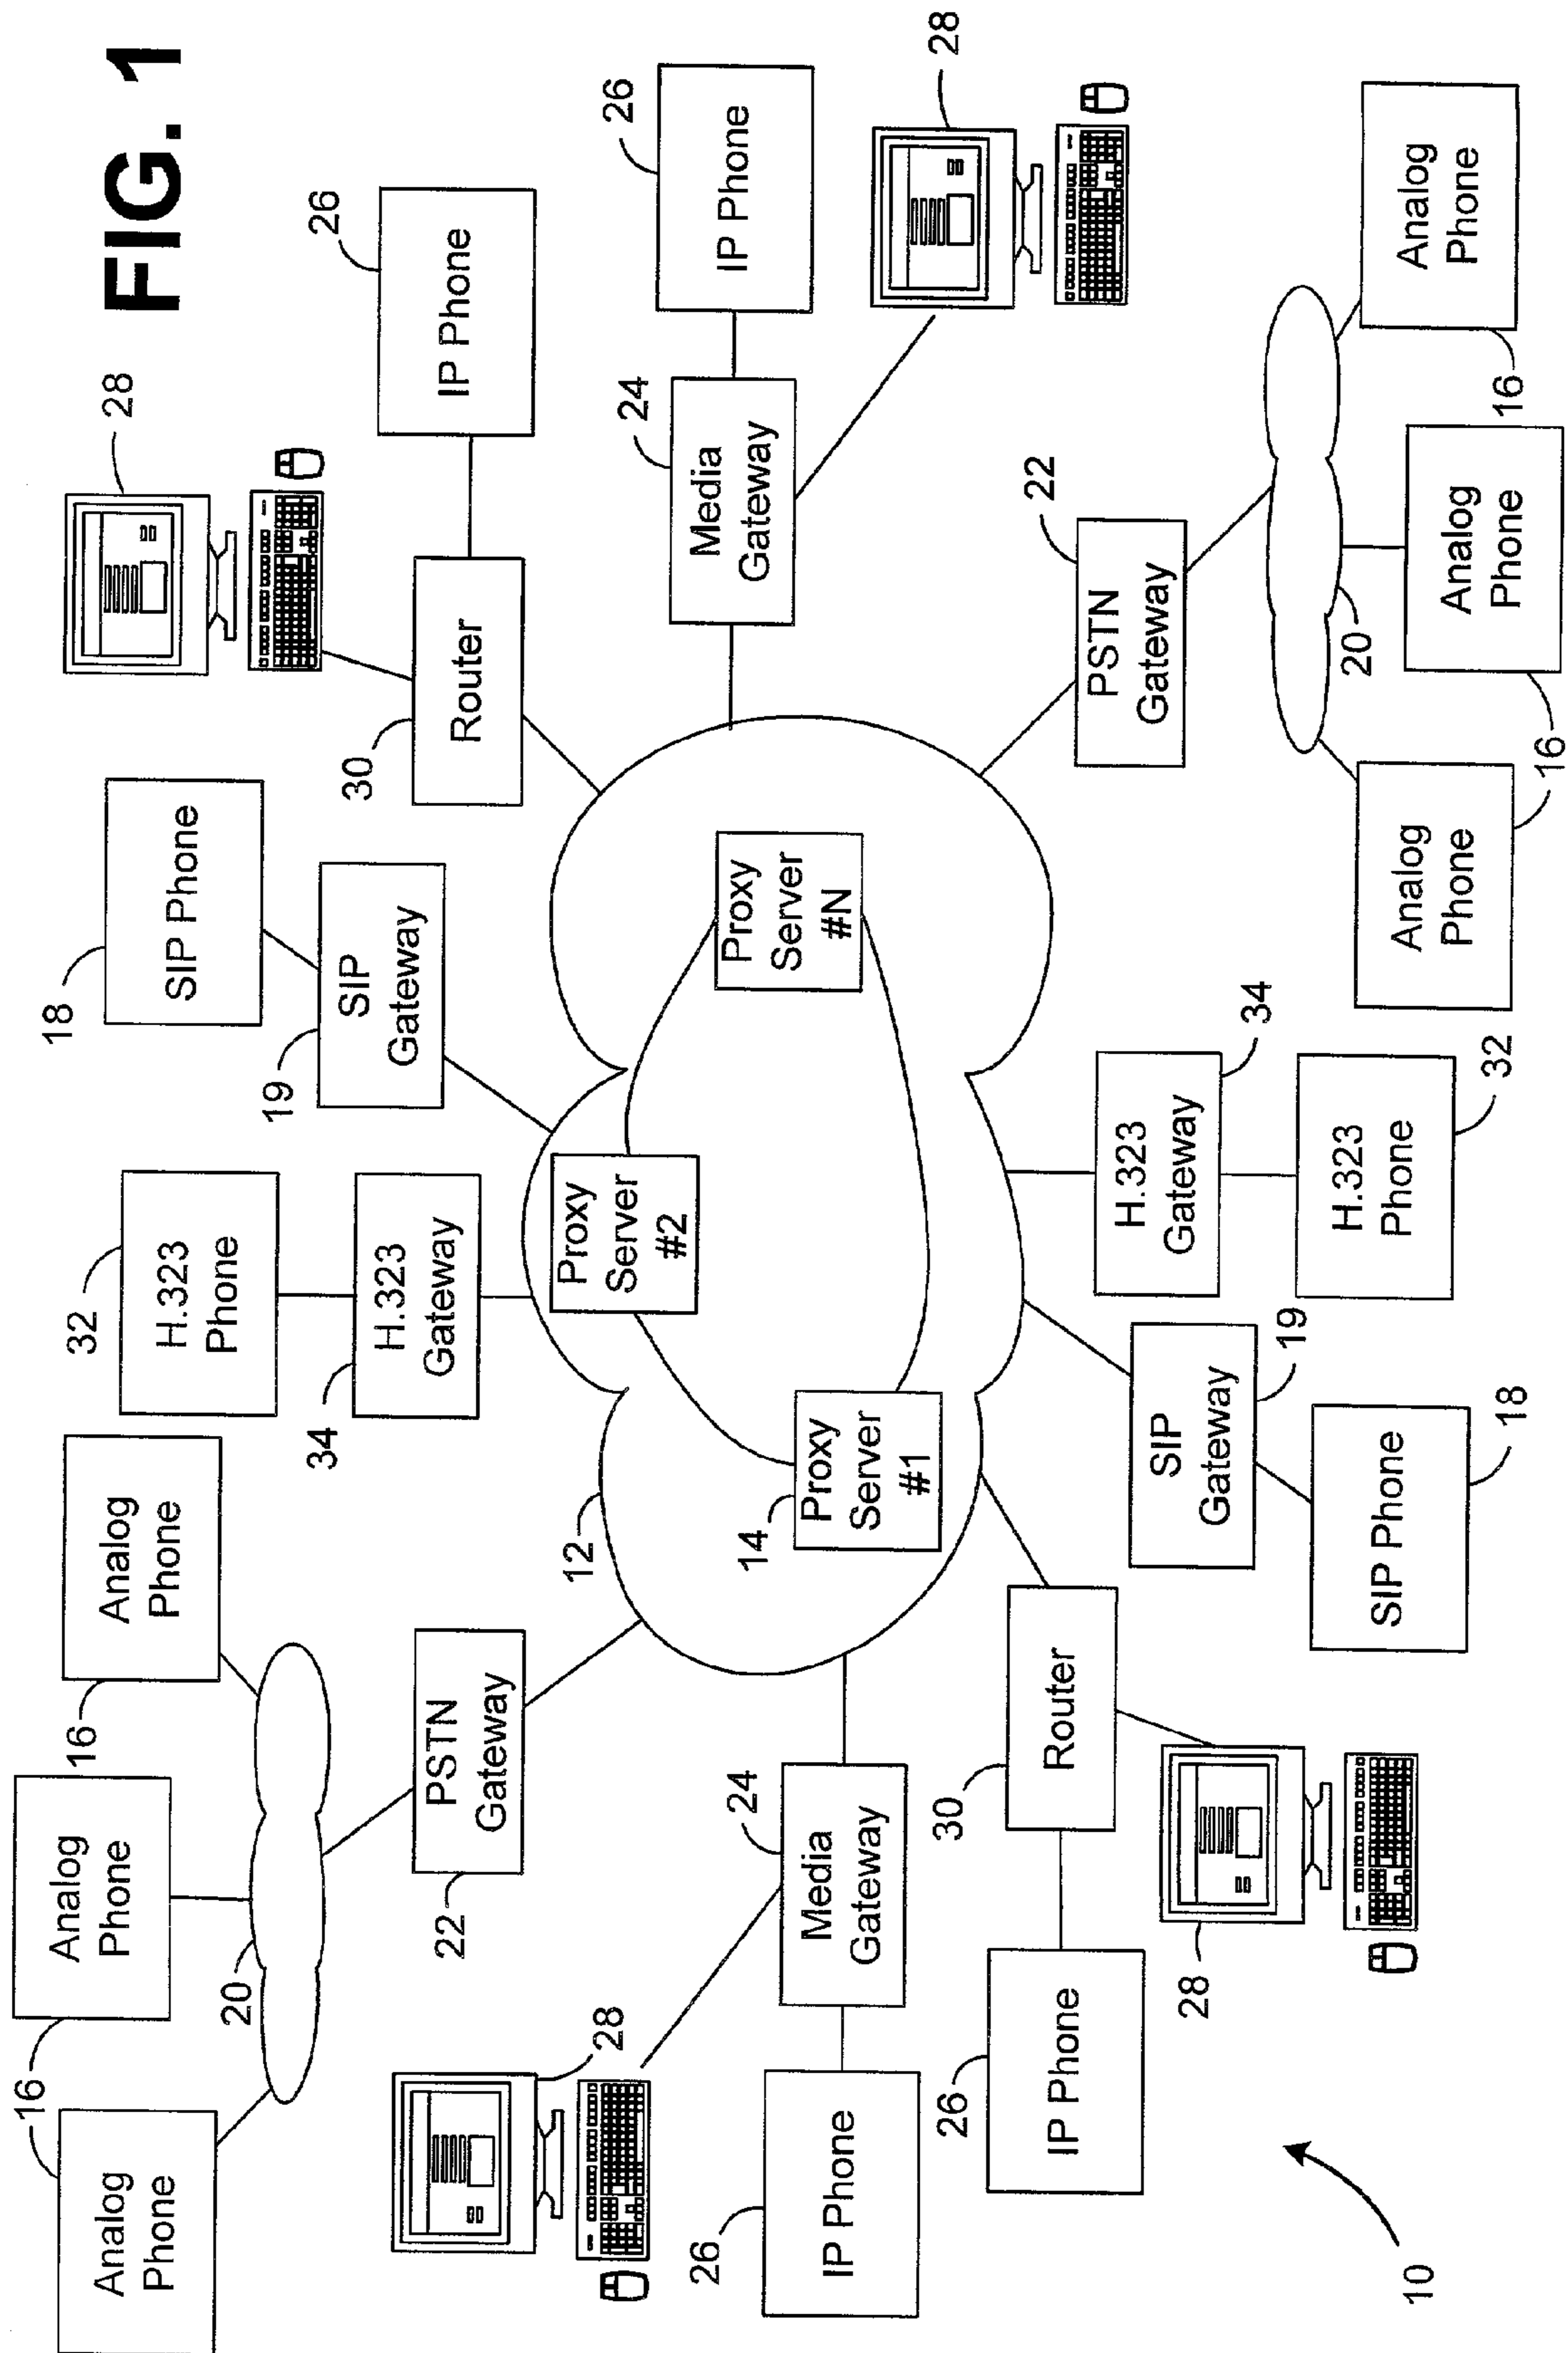 FIG. 1
16
Analog
Phone
16
Analog
Phone
16
Analog
Phone
20
22
PSTN
Gateway
32
H.323
Phone
34
H.323
Gateway
18
SIP Phone
19
SIP
Gateway
28
30
Router
26
IP Phone
28
26
IP Phone
24
Media
Gateway
12
14
Proxy
Server
#1
Proxy
Server
#2
Proxy
Server
#N
24
Media
Gateway
26
IP Phone
28
26
IP Phone
30
Router
28
SIP
Gateway
19
SIP Phone
18
H.323
Gateway
34
H.323
Phone
32
22
PSTN
Gateway
20
Analog
Phone
16
Analog
Phone
16
Analog
Phone
10